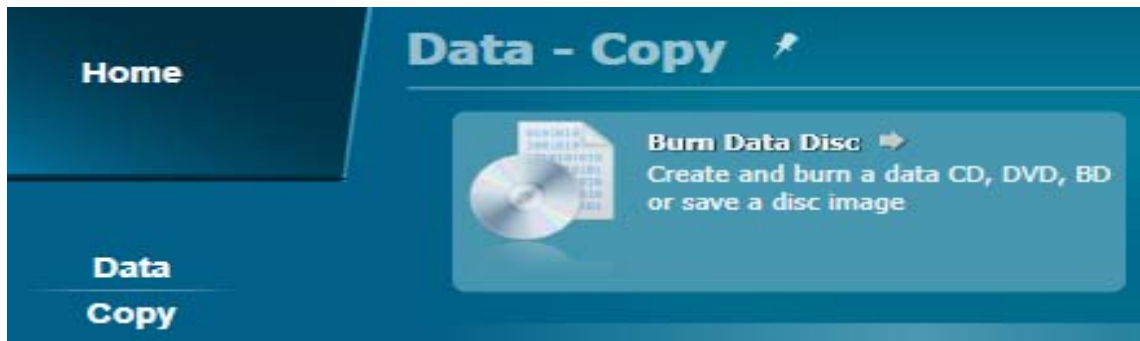 Home
Data
Copy
Data - Copy
Burn Data Disc
Create and burn a data CD, DVD, BD
or save a disc image